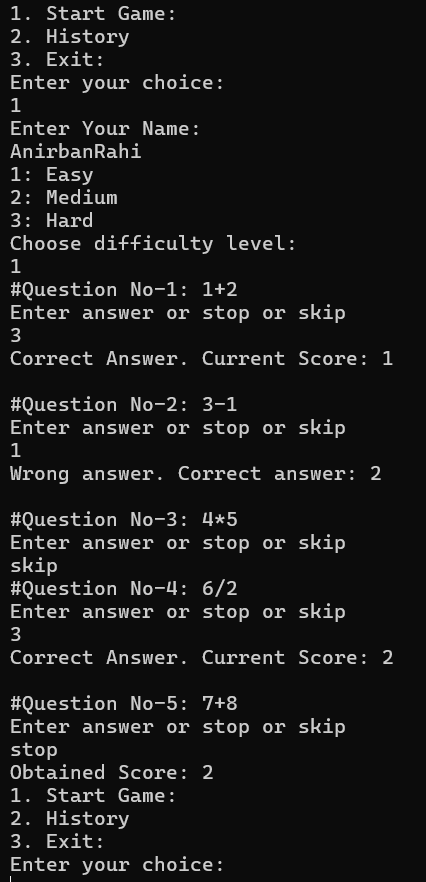 1. Start Game:
2. History
3. Exit:
Enter your choice:
1
Enter Your Name:
AnirbanRahi
1: Easy
2: Medium
3: Hard
Choose difficulty level:
1
#Question No-1: 1+2
Enter answer or stop or skip
3
Correct Answer. Current Score: 1

#Question No-2: 3-1
Enter answer or stop or skip
1
Wrong answer. Correct answer: 2

#Question No-3: 4*5
Enter answer or stop or skip
skip
#Question No-4: 6/2
Enter answer or stop or skip
3
Correct Answer. Current Score: 2

#Question No-5: 7+8
Enter answer or stop or skip
stop
Obtained Score: 2
1. Start Game:
2. History
3. Exit:
Enter your choice: